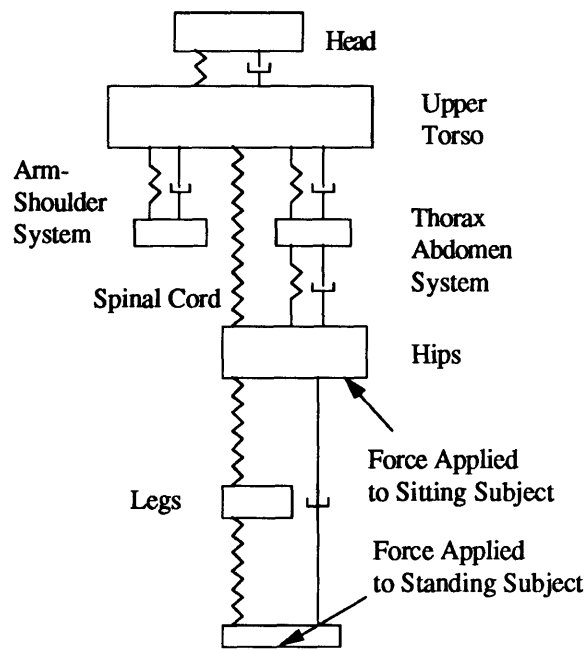 Head
Upper
Torso
Arm-
Shoulder
System
Thorax
Abdomen
System
Spinal Cord
Hips
Force Applied
to Sitting Subject
Legs
Force Applied
to Standing Subject